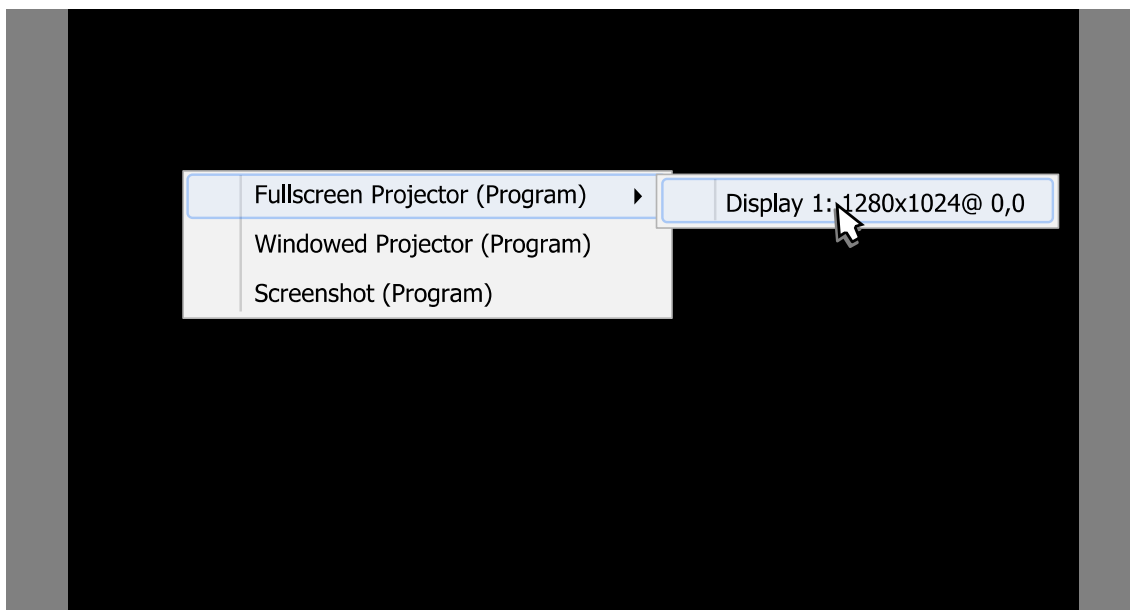 Fullscreen Projector (Program)
Display 1: 1280x1024@ 0,0
Windowed Projector (Program)
Screenshot (Program)